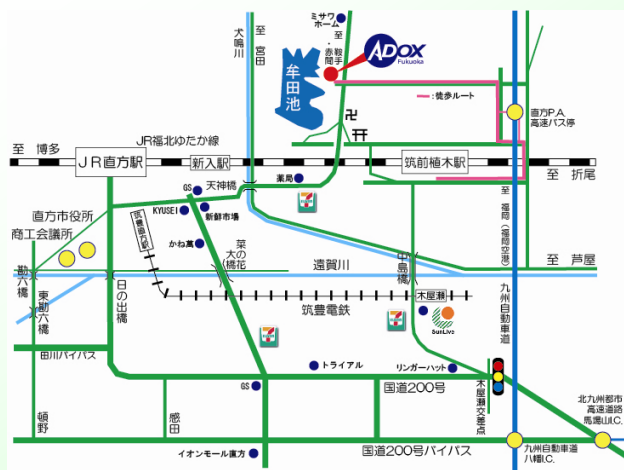 ミサワ
ホーム
至 鞍手
・赤間
ADOX
Fukuoka
犬鳴川
至 宮田
牟田池
━:徒歩ルート
直方P.A.
高速バス停
卍
至 博多
JR福北ゆたか線
JR直方駅
新入駅
筑前植木駅
至 折尾
GS
天神橋
薬局
KYUSEI
新鮮市場
直方市役所
商工会議所
筑豊直方駅
かね萬
菜の花
大橋
中島橋
至 福岡(福岡空港)
至 芦屋
遠賀川
勘六橋
東勘六橋
日の出橋
筑豊電鉄
木屋瀬
SunLive
九州自動車道
田川バイパス
トライアル
リンガーハット
GS
国道200号
木屋瀬交差点
北九州都市
高速道路
馬場山I.C.
頓野
感田
イオンモール直方
国道200号バイパス
九州自動車道
八幡I.C.